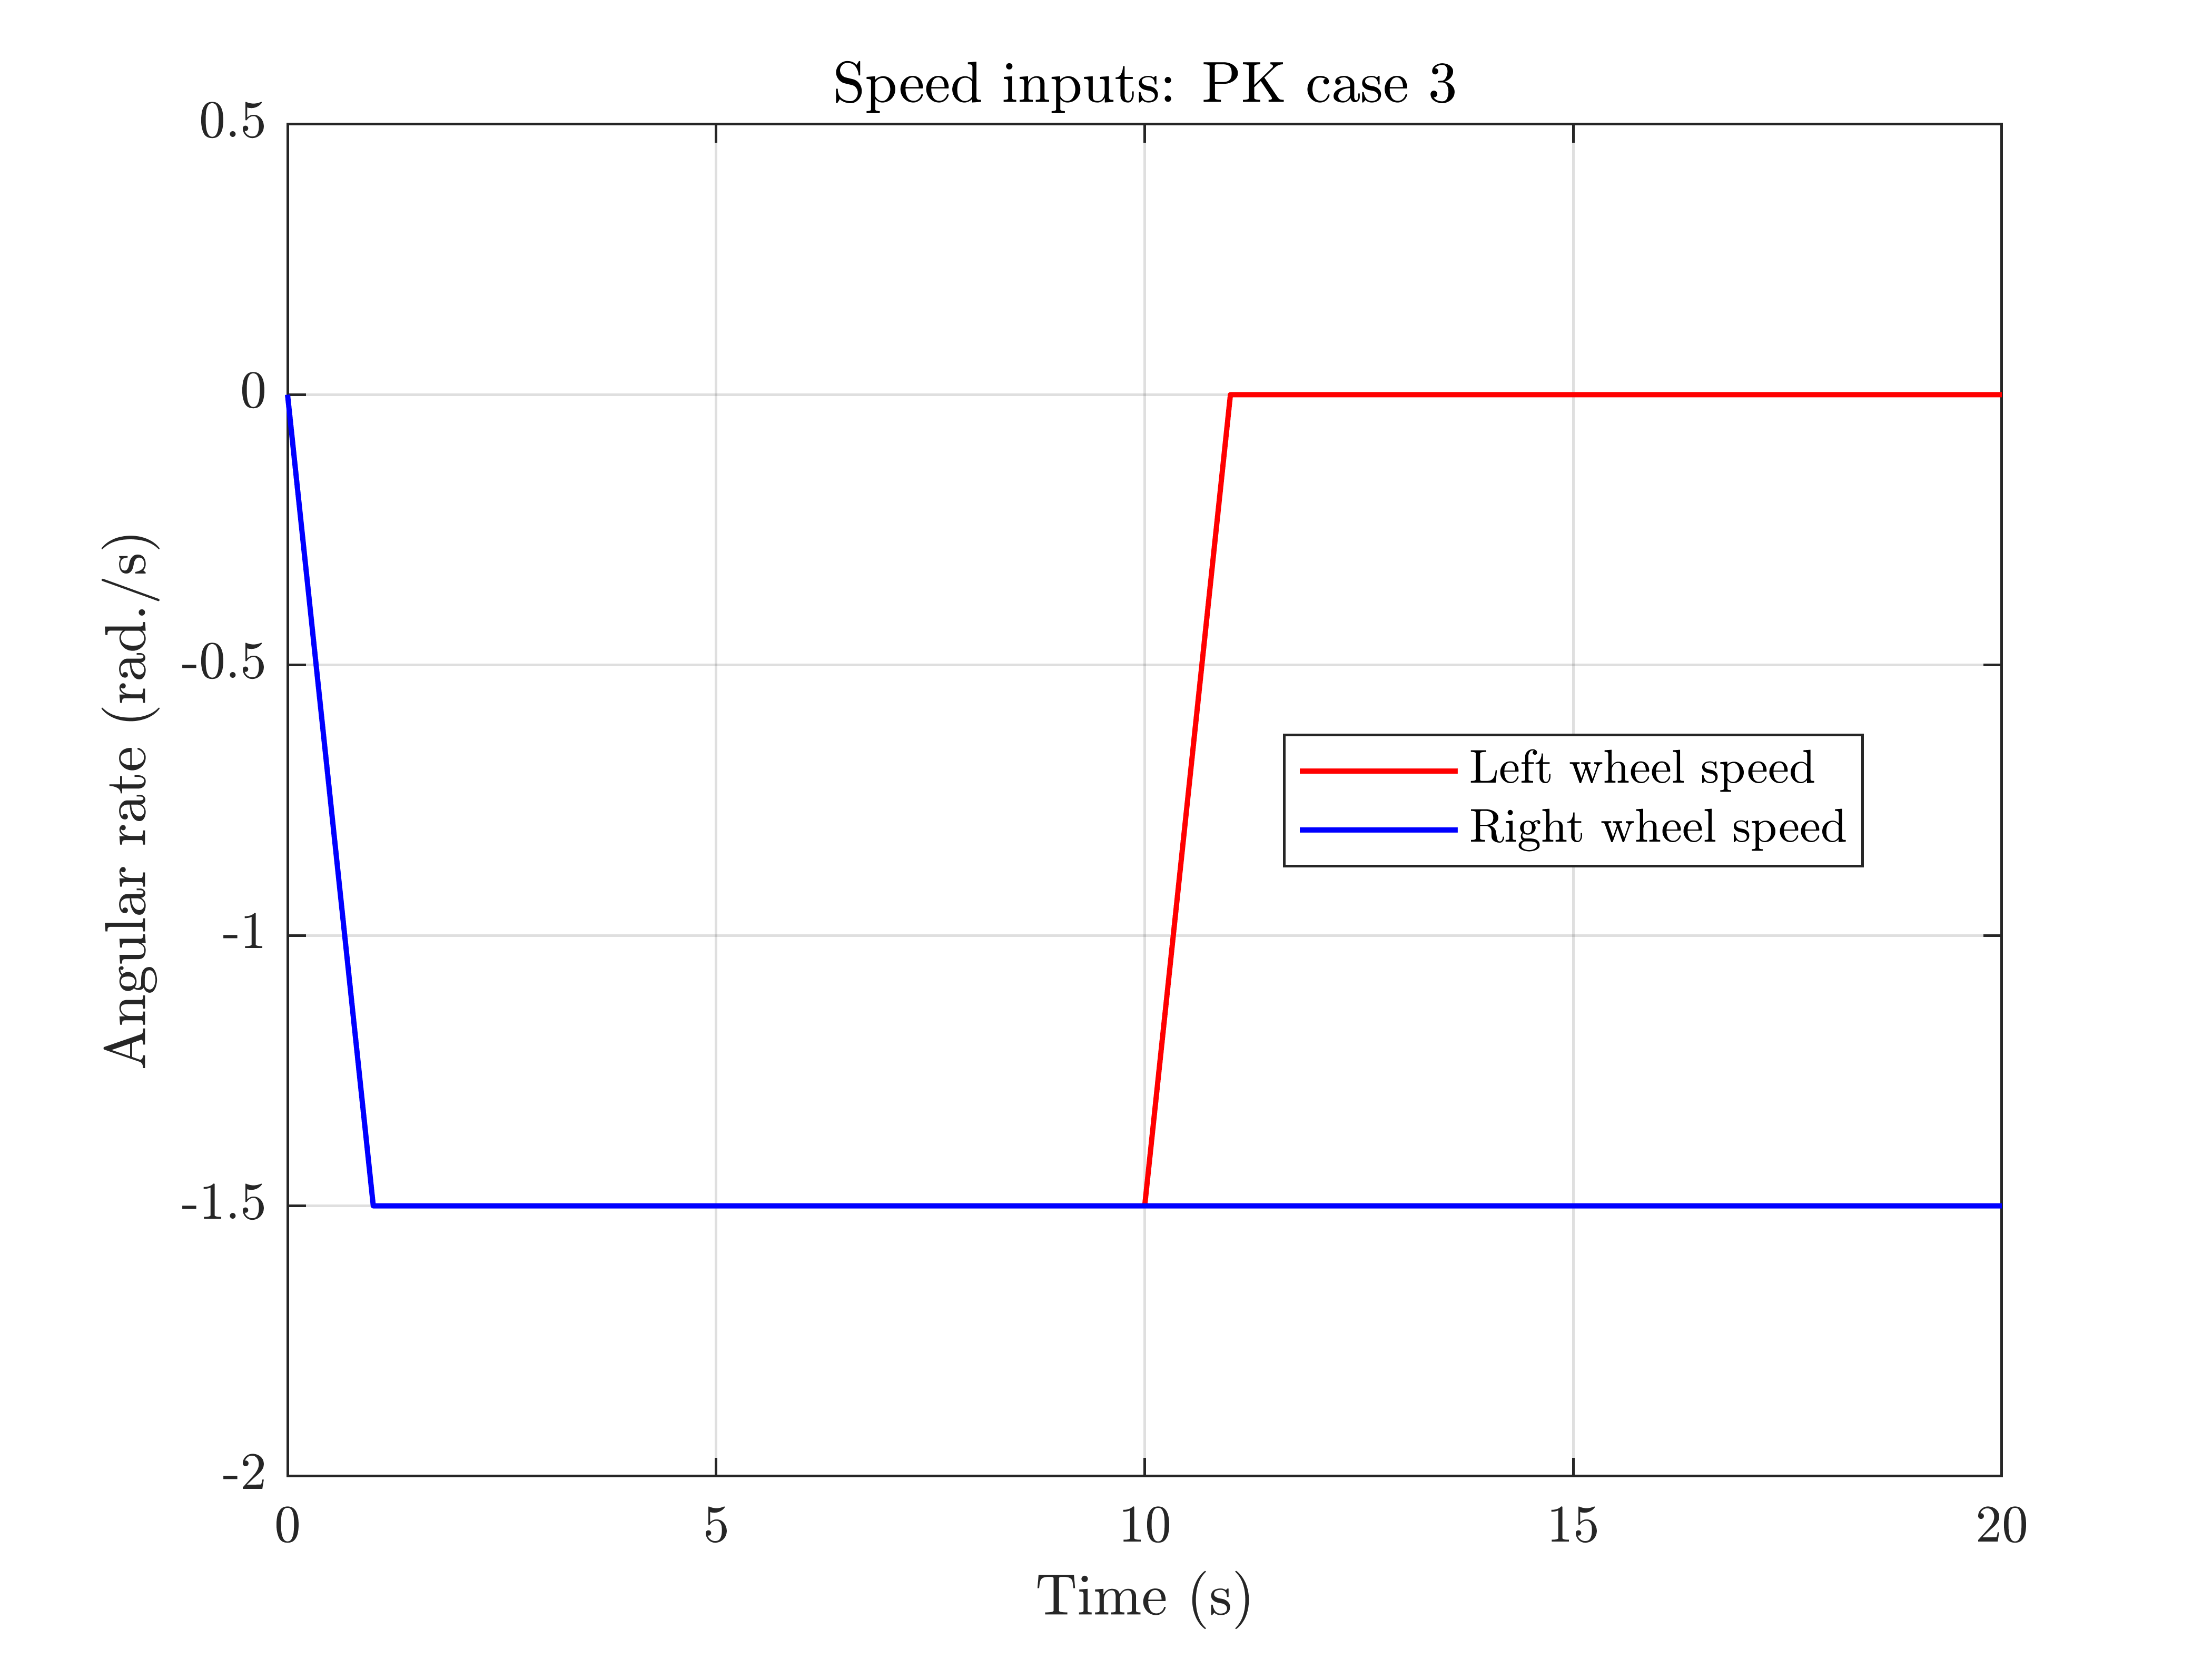 Speed inputs: PK case 3
0.5
0
-0.5
-1
-1.5
-2
Angular rate (rad./s)
Left wheel speed
Right wheel speed
0 5 10 15 20
Time (s)